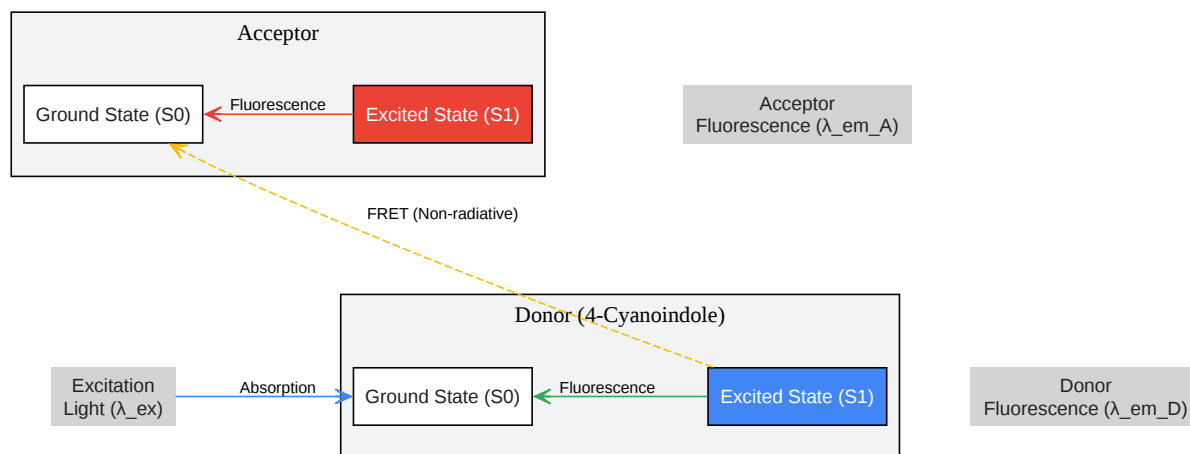 Acceptor
Ground State (S0)
Fluorescence
Excited State (S1)
Acceptor
Fluorescence (λ_em_A)
FRET (Non-radiative)
Donor (4-Cyanoindole)
Excitation
Light (λ_ex)
Absorption
Ground State (S0)
Fluorescence
Excited State (S1)
Donor
Fluorescence (λ_em_D)